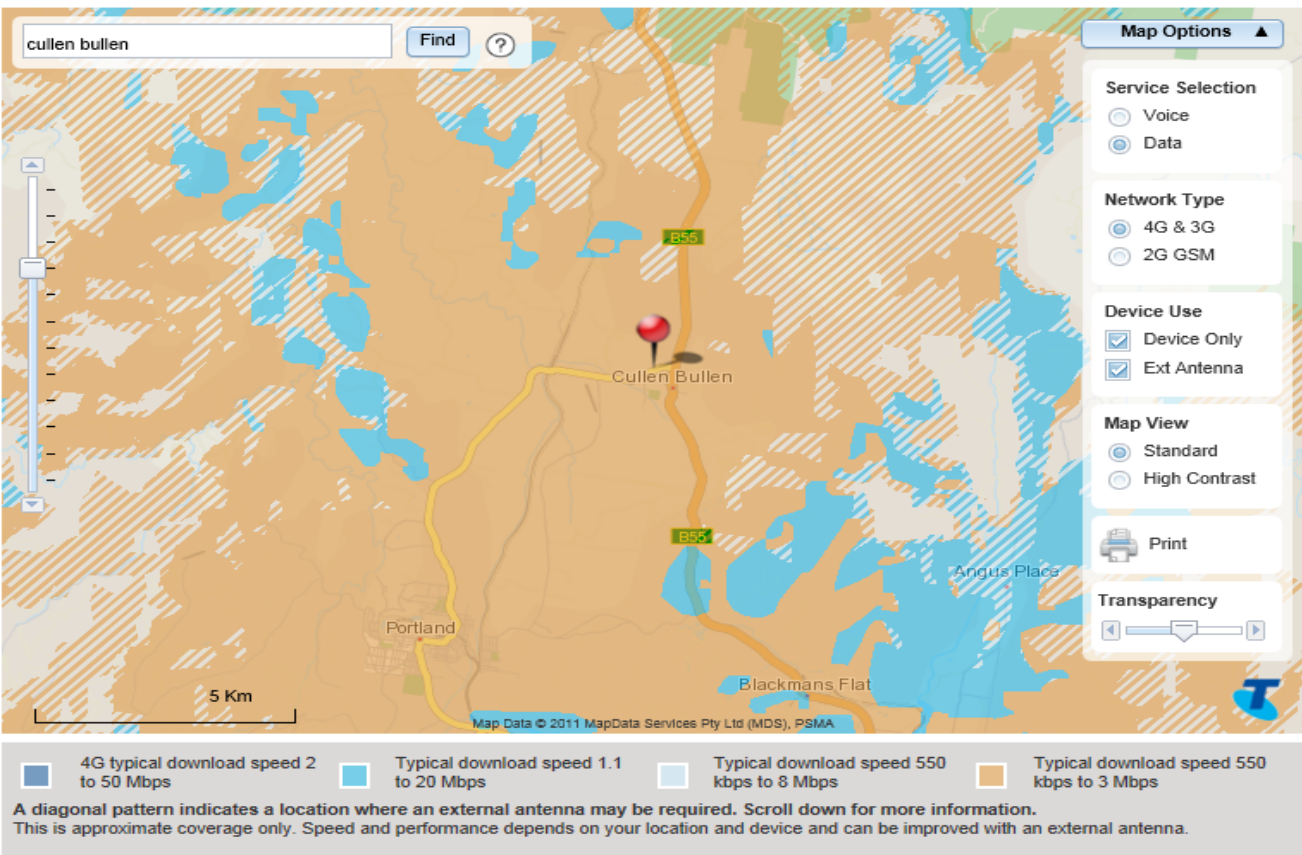 cullen bullen
Find
?
Map Options ▲
Service Selection
Voice
Data
Network Type
4G & 3G
2G GSM
Device Use
Device Only
Ext Antenna
Map View
Standard
High Contrast
Print
Transparency
B55
Cullen Bullen
B55
Angus Place
Portland
Blackmans Flat
5 Km
Map Data © 2011 MapData Services Pty Ltd (MDS), PSMA
T
4G typical download speed 2
to 50 Mbps
Typical download speed 1.1
to 20 Mbps
Typical download speed 550
kbps to 8 Mbps
Typical download speed 550
kbps to 3 Mbps
A diagonal pattern indicates a location where an external antenna may be required. Scroll down for more information.
This is approximate coverage only. Speed and performance depends on your location and device and can be improved with an external antenna.